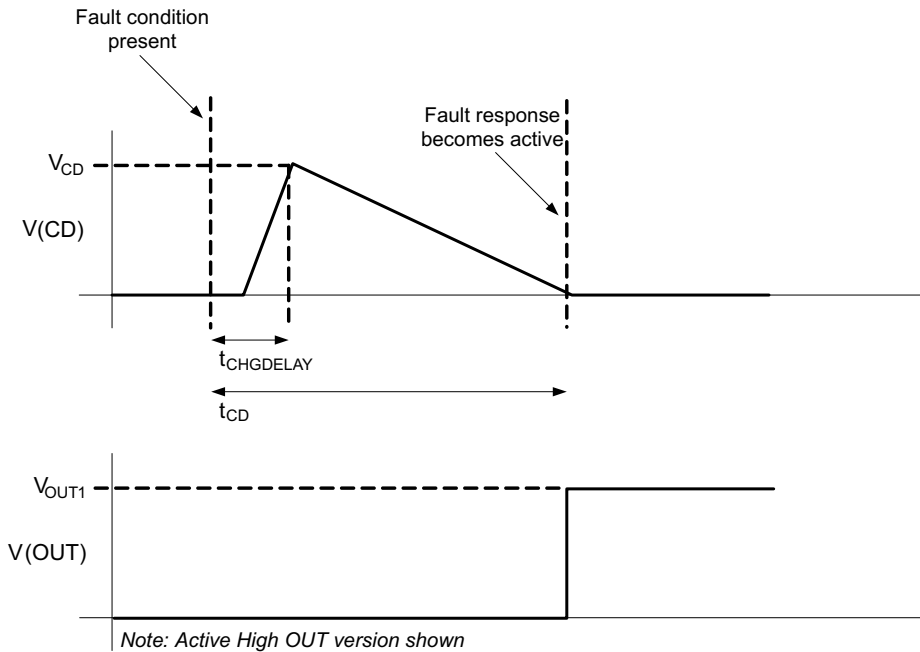 Fault condition
present
Fault response
becomes active
VCD
V(CD)
tCHGDELAY
tCD
VOUT1
V(OUT)
Note: Active High OUT version shown